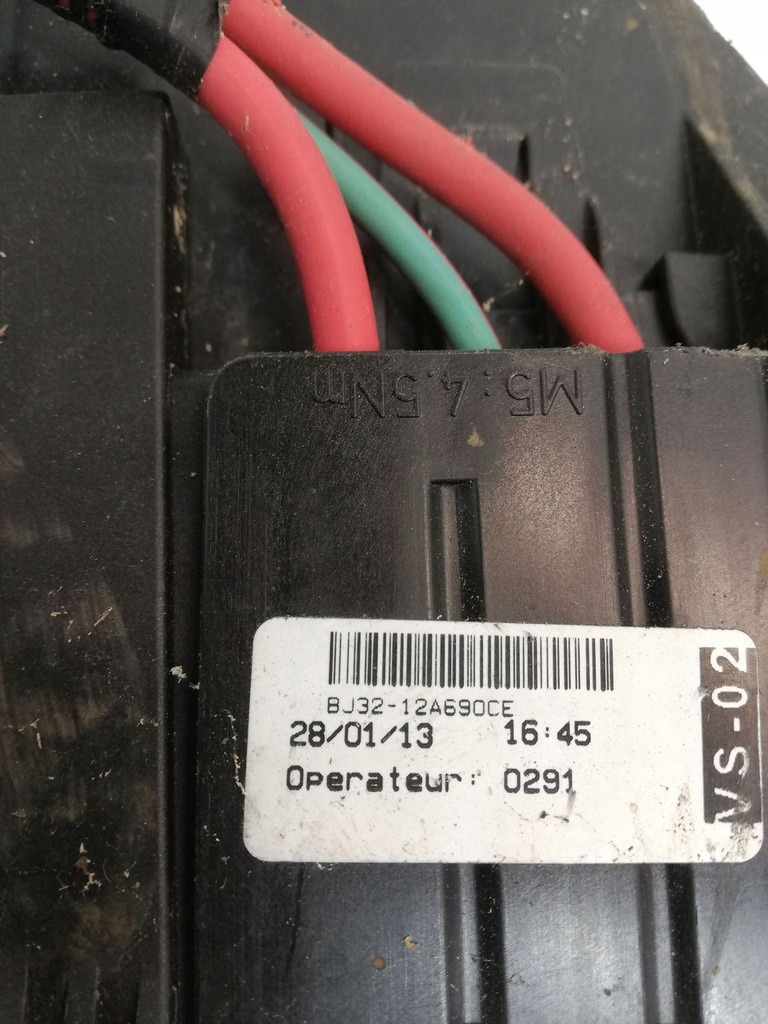 M5:4.5Nm
BJ32-12A690CE
28/01/13 16:45
Operateur: 0291
VS-02